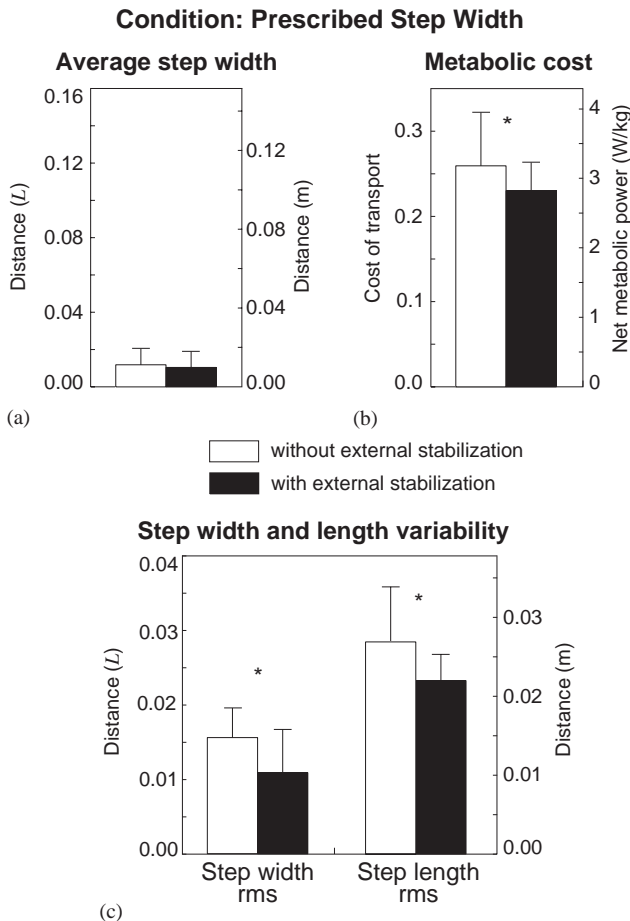 Condition: Prescribed Step Width
Average step width
0.16
0.12
0.08
0.04
0.00
Distance (L)
0.12
0.08
0.04
0.00
Distance (m)
(a)
Metabolic cost
*
0.3
0.2
0.1
0.0
Cost of transport
4
3
2
1
0
Net metabolic power (W/kg)
(b)
without external stabilization
with external stabilization
Step width and length variability
0.04
0.03
0.02
0.01
0.00
Distance (L)
*
*
0.03
0.02
0.01
0.00
Distance (m)
Step width
rms
Step length
rms
(c)